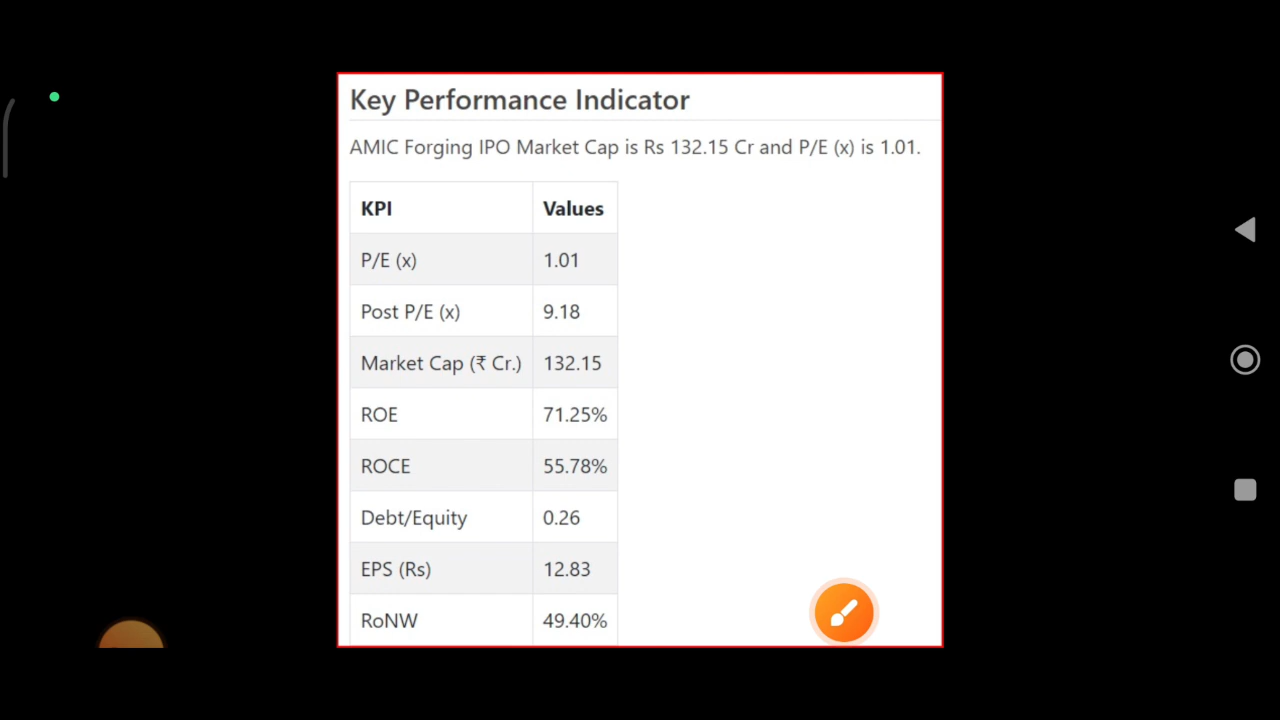 Key Performance Indicator
AMIC Forging IPO Market Cap is Rs 132.15 Cr and P/E (x) is 1.01.
KPI Values
P/E (x) 1.01
Post P/E (x) 9.18
Market Cap (₹ Cr.) 132.15
ROE 71.25%
ROCE 55.78%
Debt/Equity 0.26
EPS (Rs) 12.83
RoNW 49.40%